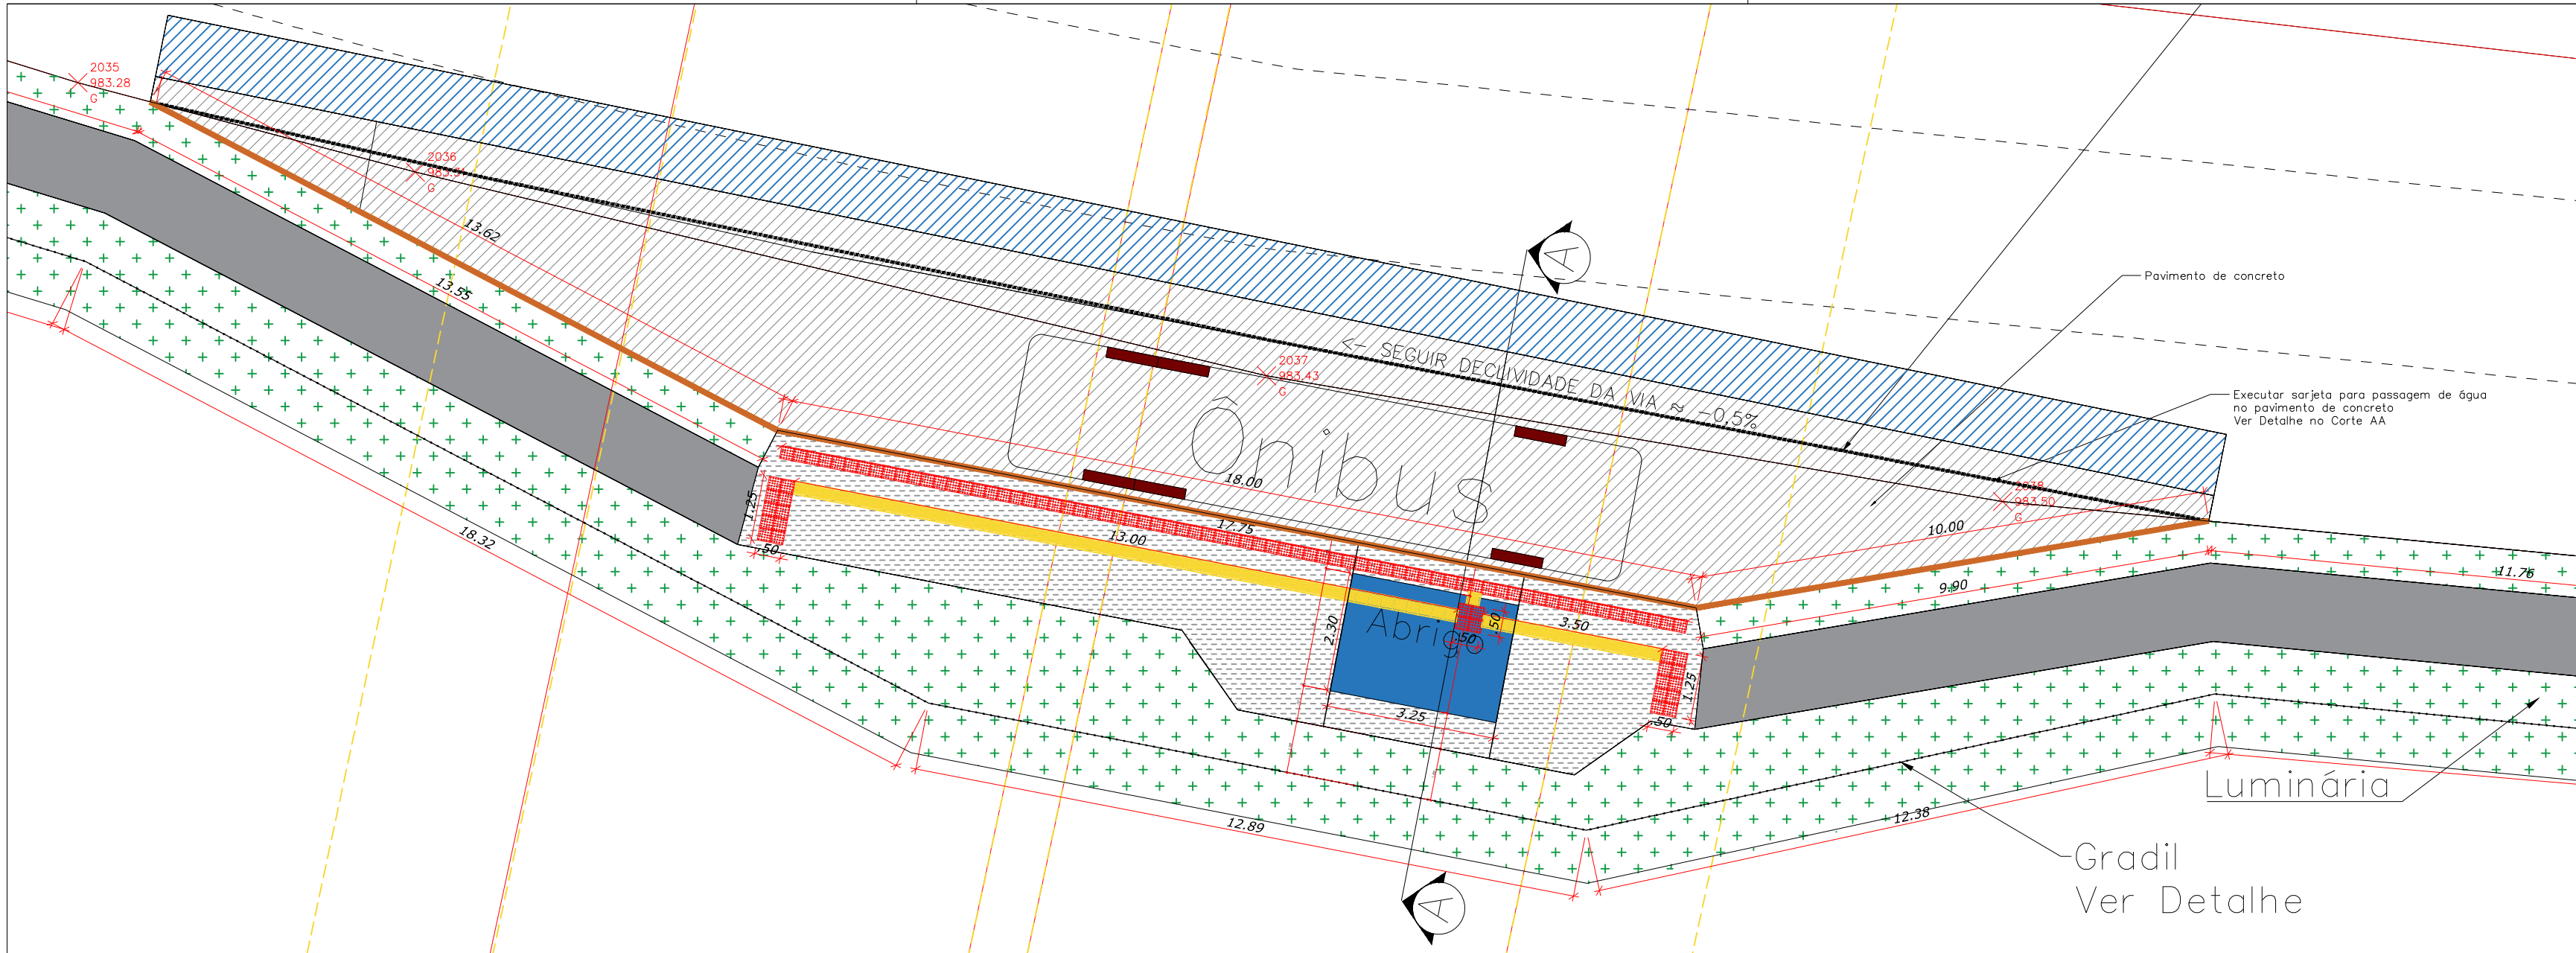 2035
983.28
G
2036
G
13.62
13.55
18.32
A
Pavimento de concreto
<- SEGUIR DECLIVIDADE DA VIA ≈ -0,5%
2037
983.43
G
Executar sarjeta para passagem de água
no pavimento de concreto
Ver Detalhe no Corte AA
Ônibus
18.00
17.75
13.00
1.25
.50
2038
983.50
G
10.00
9.90
11.76
Abrigo
2.30
.50
.50
3.50
3.25
1.25
.50
12.89
12.38
Luminária
Gradil
Ver Detalhe
A